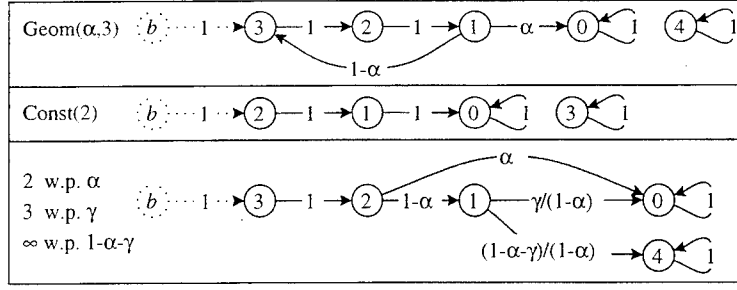 Geom(α,3) b 1 3 1 2 1 1 α 0 1 4 1
1-α
Const(2) b 1 2 1 1 1 0 1 3 1
α
2 w.p. α
b 1 3 1 2 1-α 1 γ/(1-α) 0 1
3 w.p. γ
∞ w.p. 1-α-γ
(1-α-γ)/(1-α) 4 1